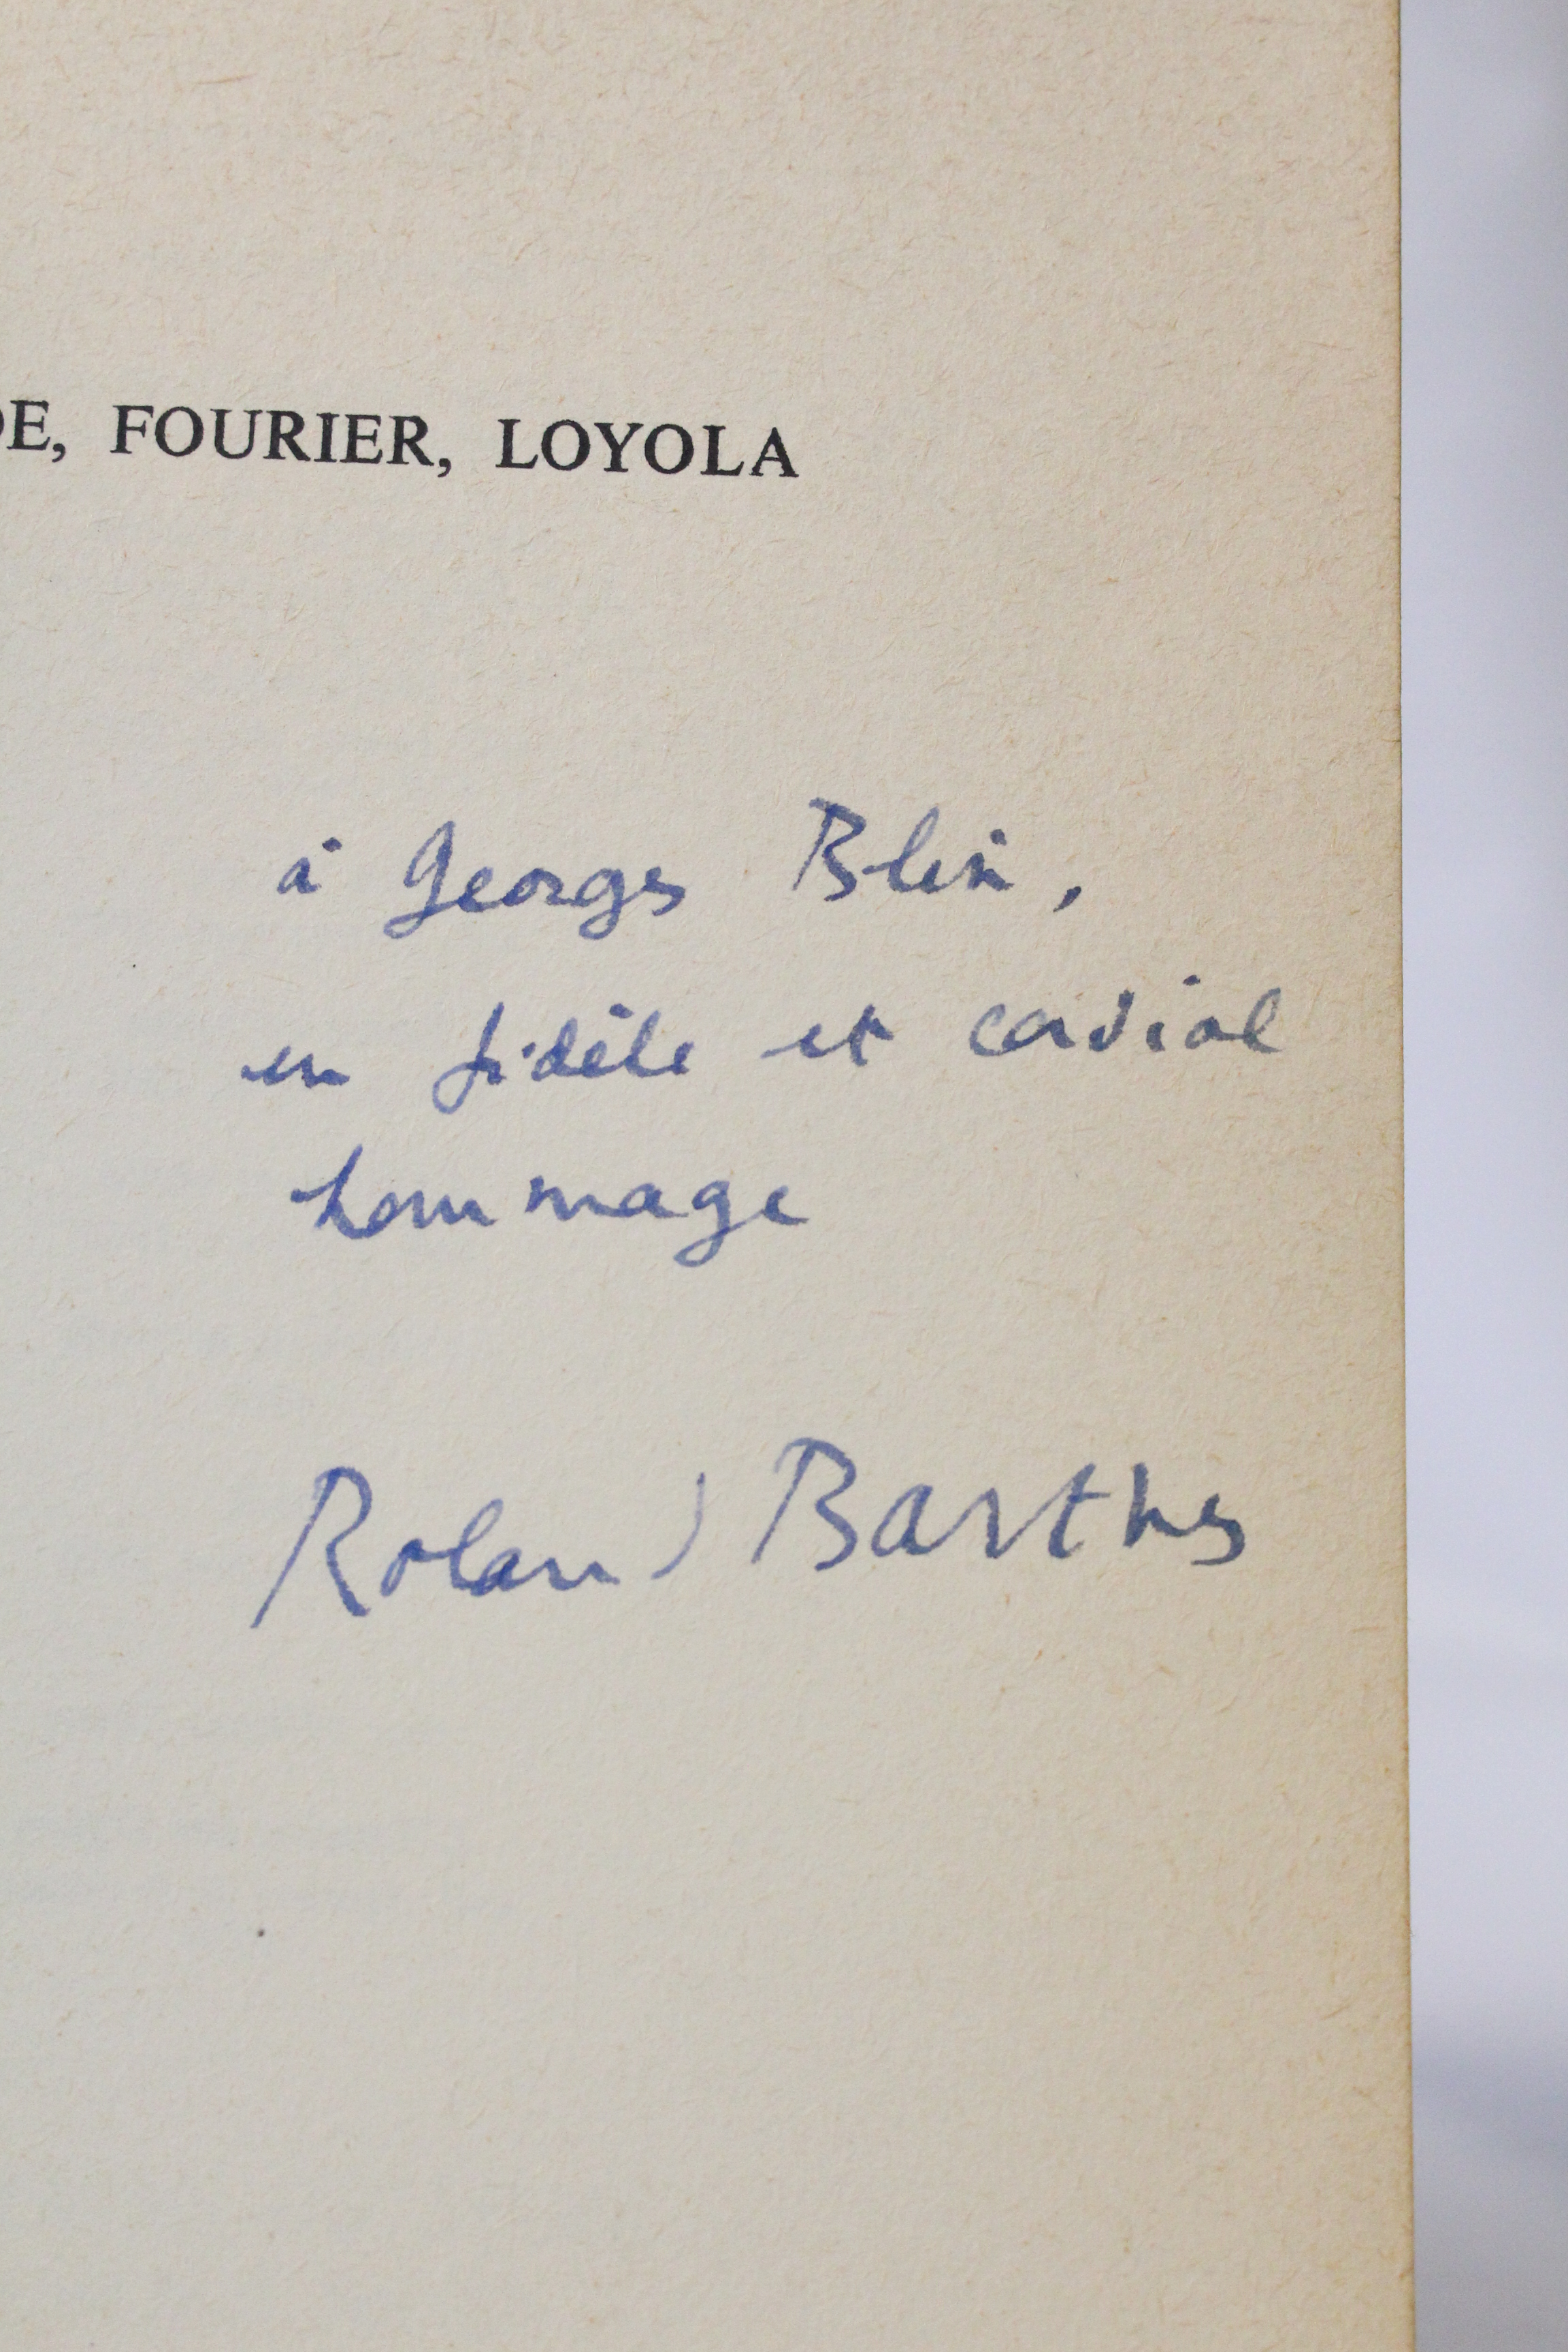 DE, FOURIER, LOYOLA
à Georges Blin,
en fidèle et cordial
hommage
Roland Barthes